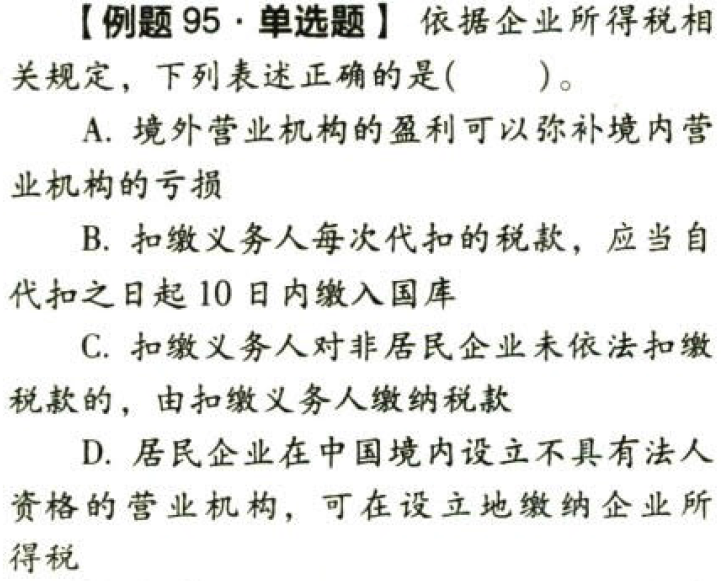 【例题 95·单选题】 依据企业所得税相
关规定，下列表述正确的是(  )。
A. 境外营业机构的盈利可以弥补境内营
业机构的亏损
B. 扣缴义务人每次代扣的税款，应当自
代扣之日起 10 日内缴入国库
C. 扣缴义务人对非居民企业未依法扣缴
税款的，由扣缴义务人缴纳税款
D. 居民企业在中国境内设立不具有法人
资格的营业机构，可在设立地缴纳企业所
得税